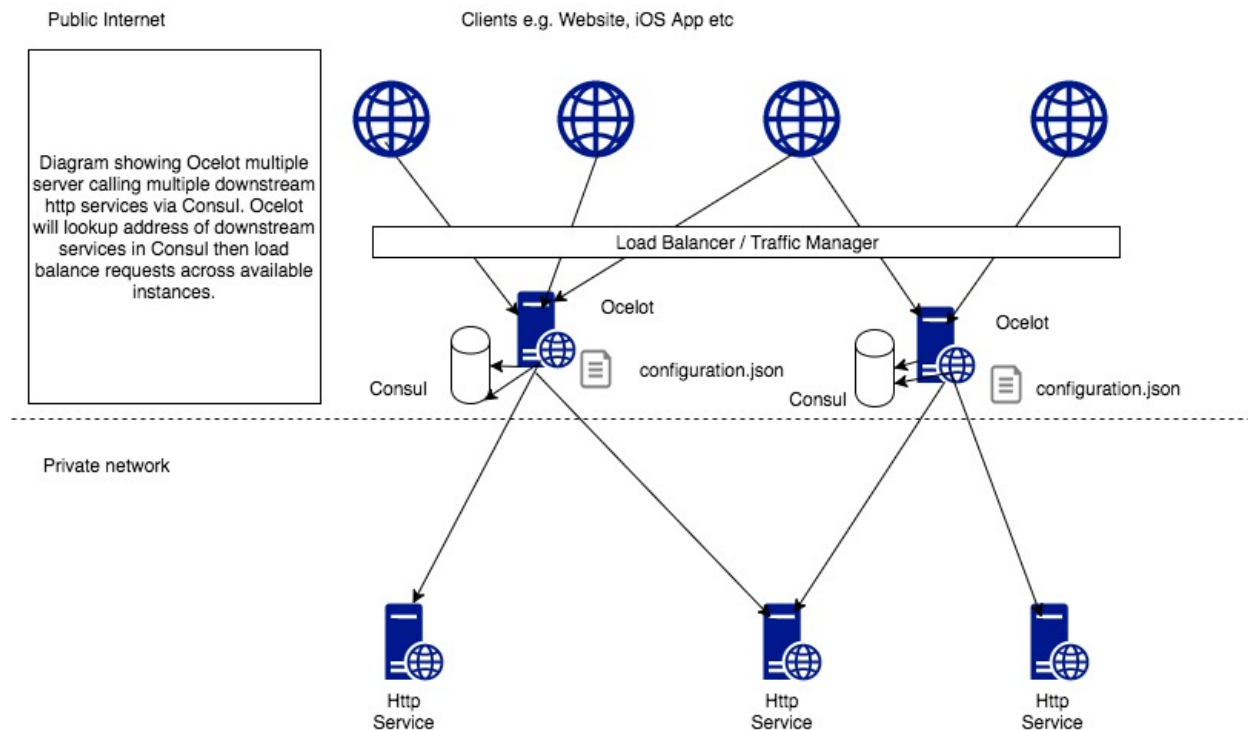 Public Internet
Clients e.g. Website, iOS App etc
Diagram showing Ocelot multiple
server calling multiple downstream
http services via Consul. Ocelot
will lookup address of downstream
services in Consul then load
balance requests across available
instances.
Load Balancer / Traffic Manager
Ocelot
Consul
configuration.json
Ocelot
Consul
configuration.json
Private network
Http
Service
Http
Service
Http
Service